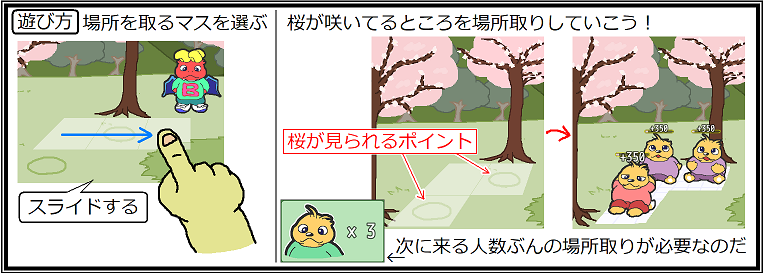 遊び方 場所を取るマスを選ぶ
B
スライドする
桜が咲いてるところを場所取りしていこう！
桜が見られるポイント
x 3
+350
+350
+350
←次に来る人数ぶんの場所取りが必要なのだ